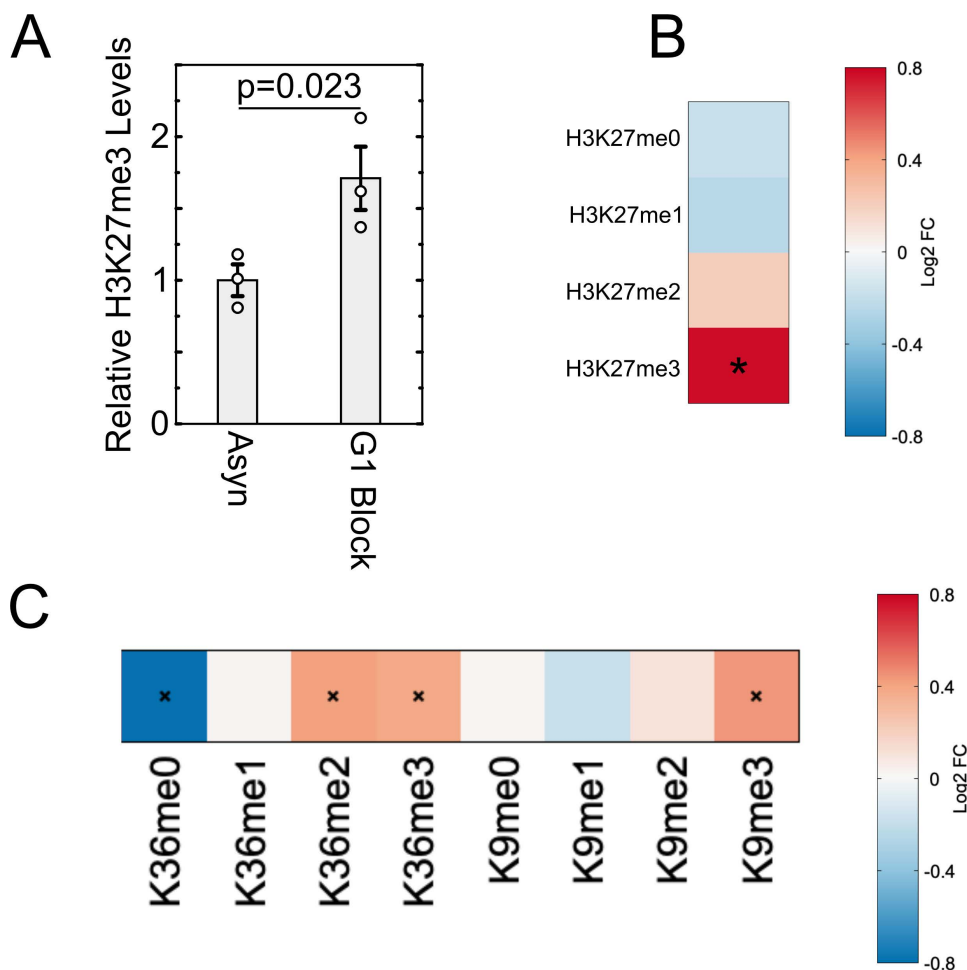 A
Relative H3K27me3 Levels
p=0.023
2
1
0
Asyn
G1 Block
B
H3K27me0
H3K27me1
H3K27me2
H3K27me3
*
0.8
0.4
0
-0.4
-0.8
Log2 FC
C
× × × ×
K36me0
K36me1
K36me2
K36me3
K9me0
K9me1
K9me2
K9me3
0.8
0.4
0
-0.4
-0.8
Log2 FC